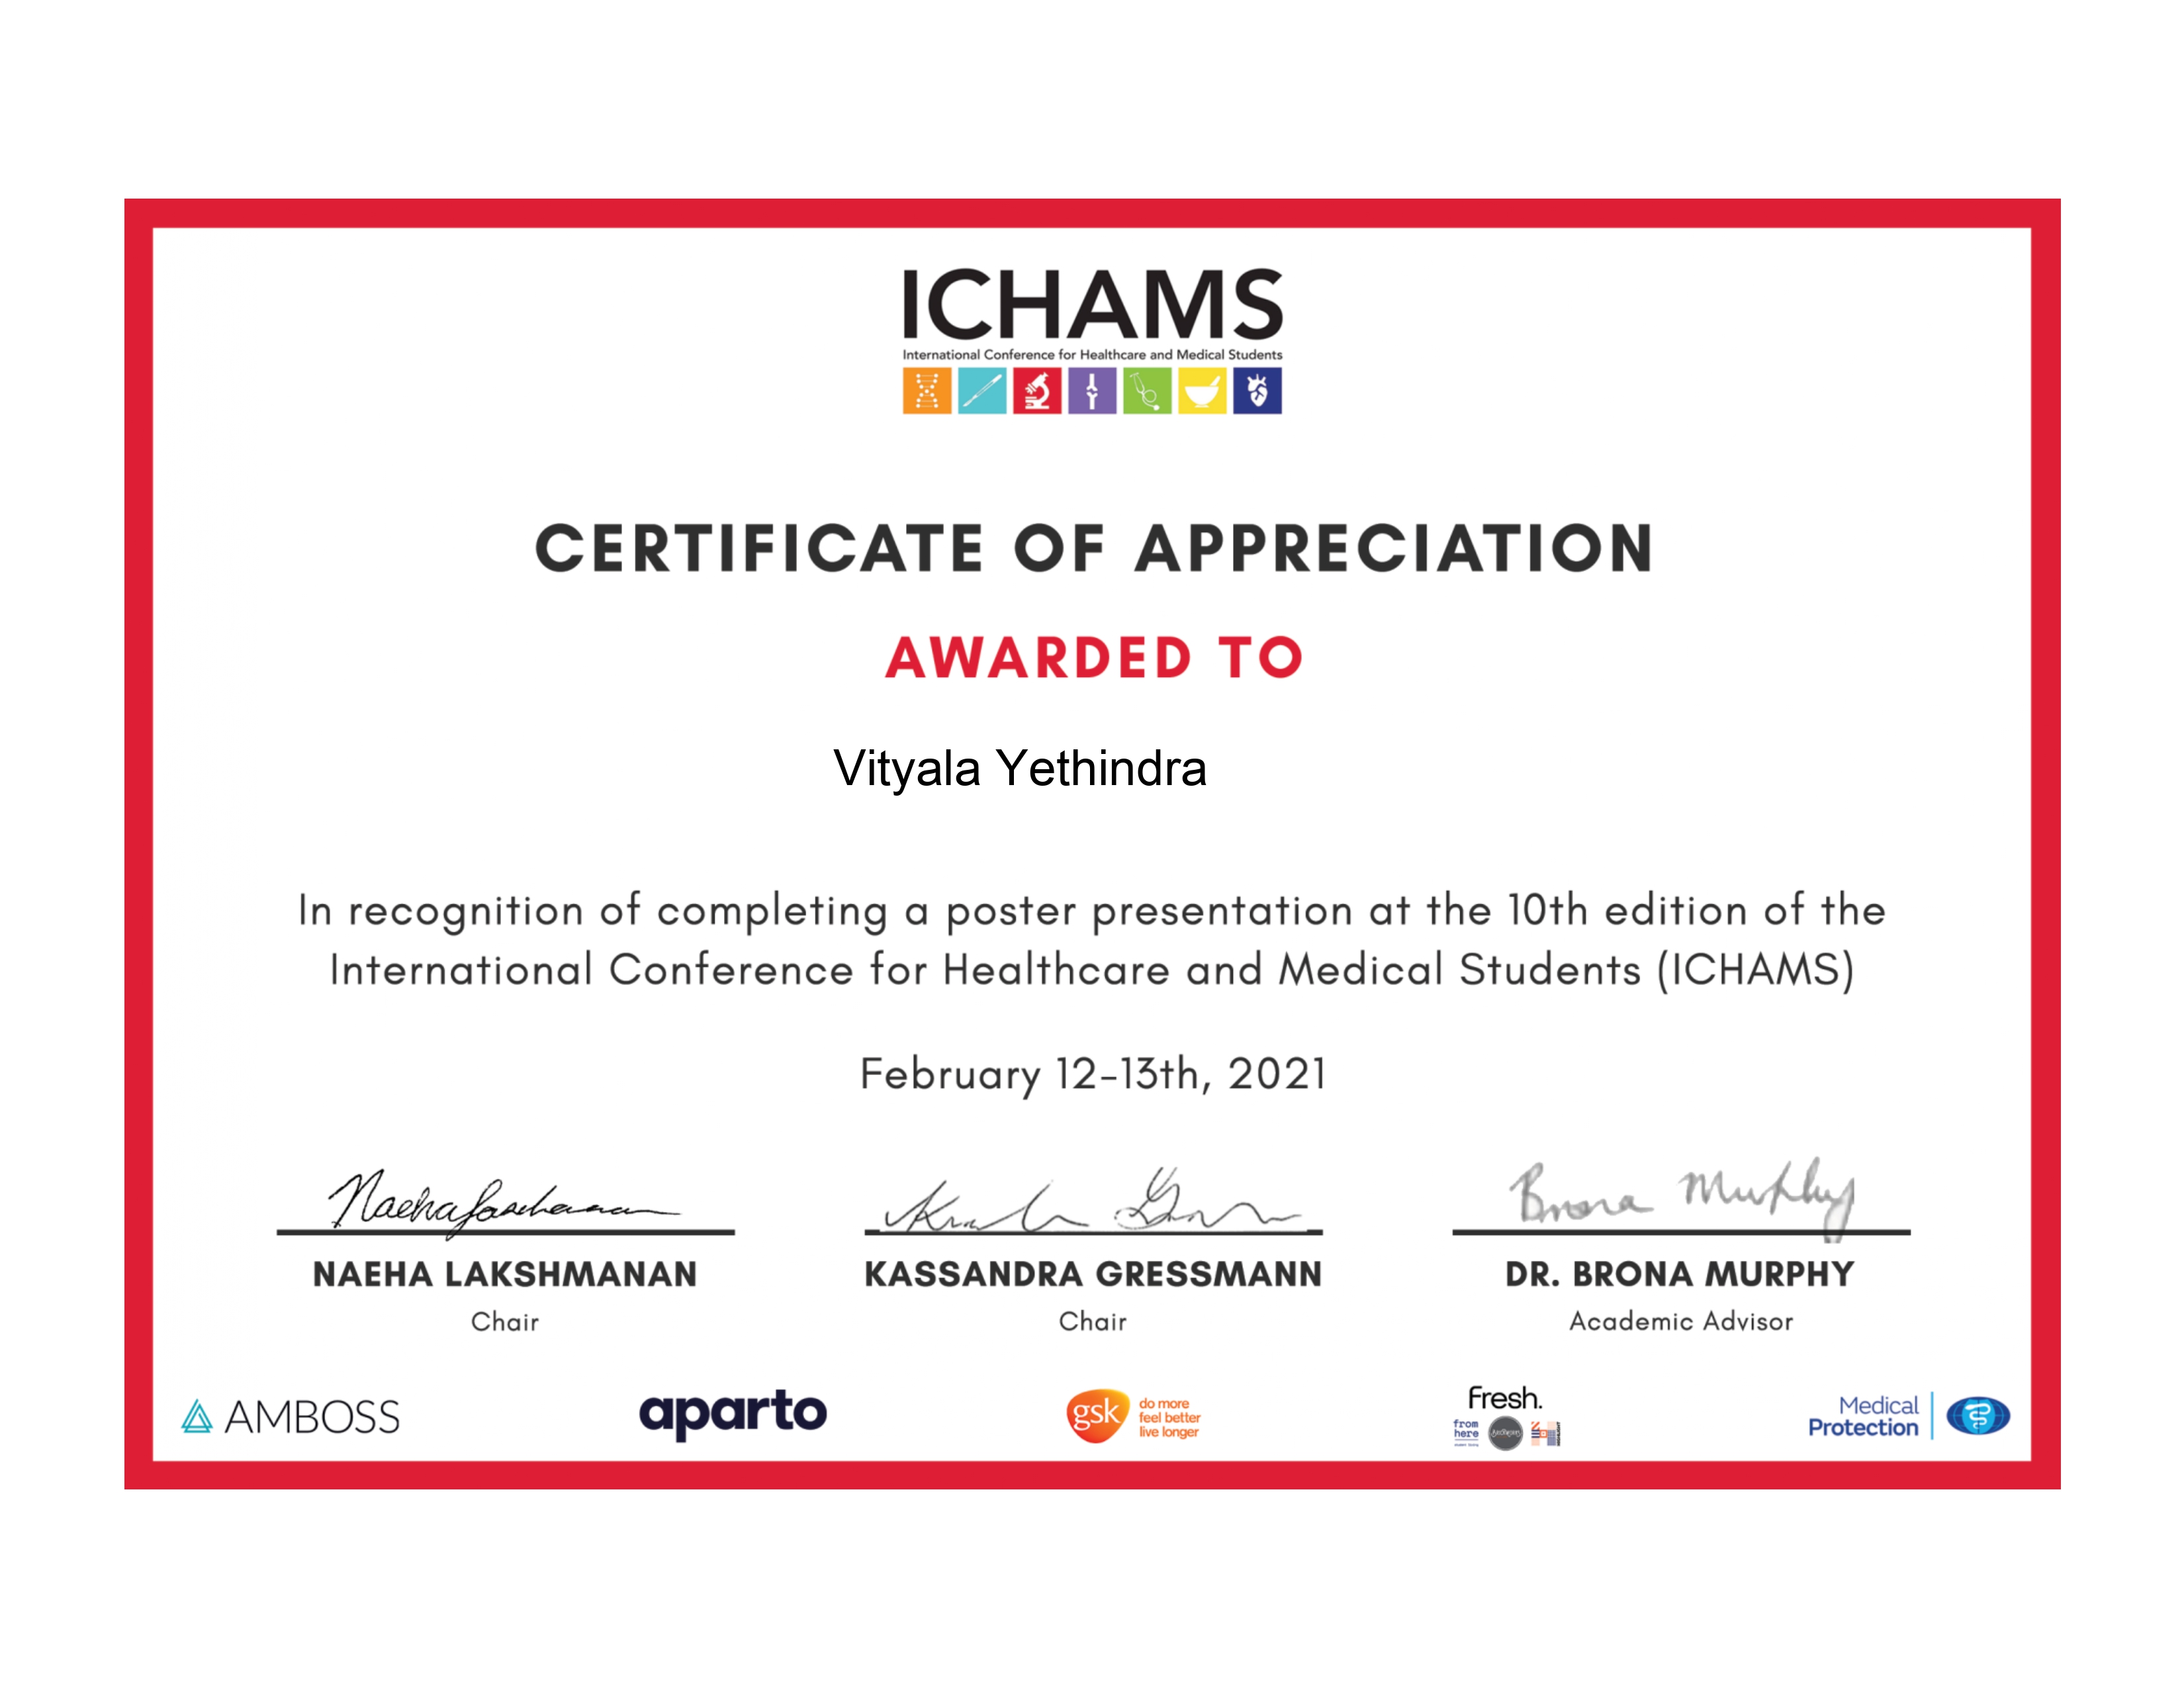 ICHAMS
International Conference for Healthcare and Medical Students
CERTIFICATE OF APPRECIATION
AWARDED TO
Vityala Yethindra
In recognition of completing a poster presentation at the 10th edition of the
International Conference for Healthcare and Medical Students (ICHAMS)
February 12-13th, 2021
Brona Murphy
NAEHA LAKSHMANAN
KASSANDRA GRESSMANN
DR. BRONA MURPHY
Chair
Chair
Academic Advisor
AMBOSS
aparto
gsk
do more
feel better
live longer
Fresh.
from
here
Medical
Protection